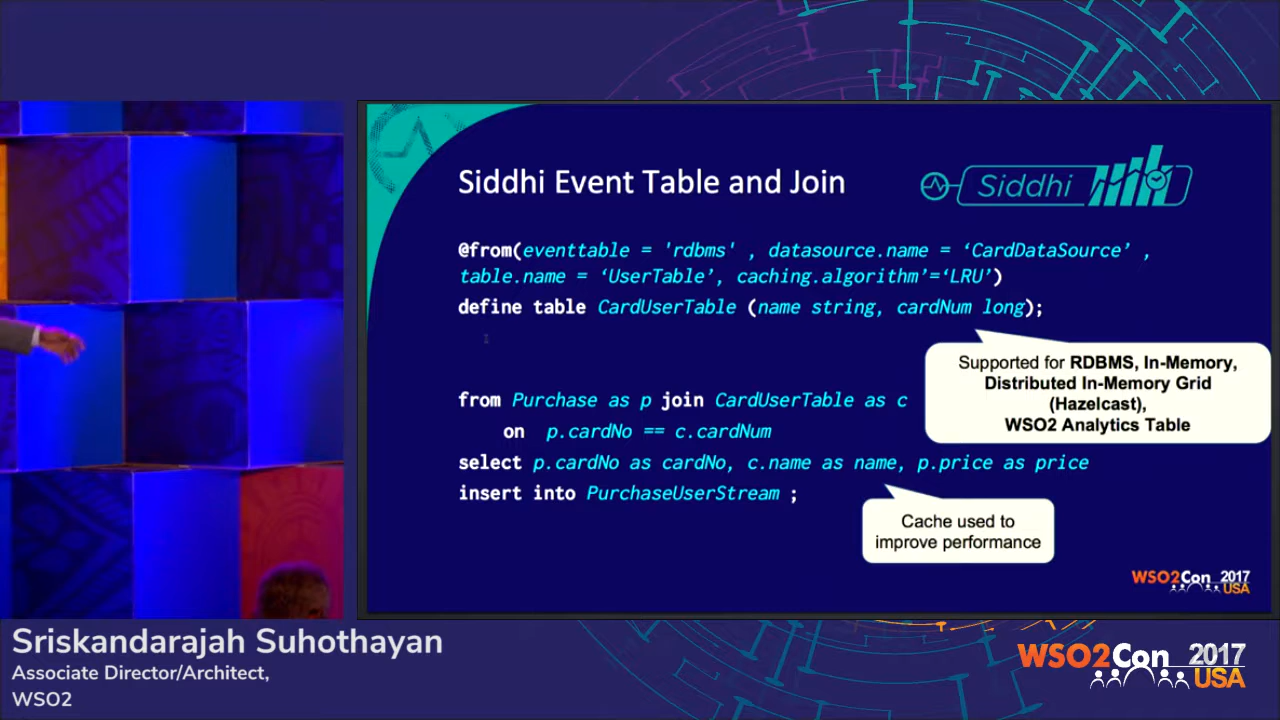 Siddhi Event Table and Join
Siddhi
@from(eventtable = 'rdbms' , datasource.name = ‘CardDataSource’ ,
table.name = ‘UserTable’, caching.algorithm’=‘LRU’)
define table CardUserTable (name string, cardNum long);
Supported for RDBMS, In-Memory,
Distributed In-Memory Grid
(Hazelcast),
WSO2 Analytics Table
from Purchase as p join CardUserTable as c
on p.cardNo == c.cardNum
select p.cardNo as cardNo, c.name as name, p.price as price
insert into PurchaseUserStream ;
Cache used to
improve performance
WSO2Con 2017
USA
Sriskandarajah Suhothayan
Associate Director/Architect,
WSO2
WSO2Con 2017
USA